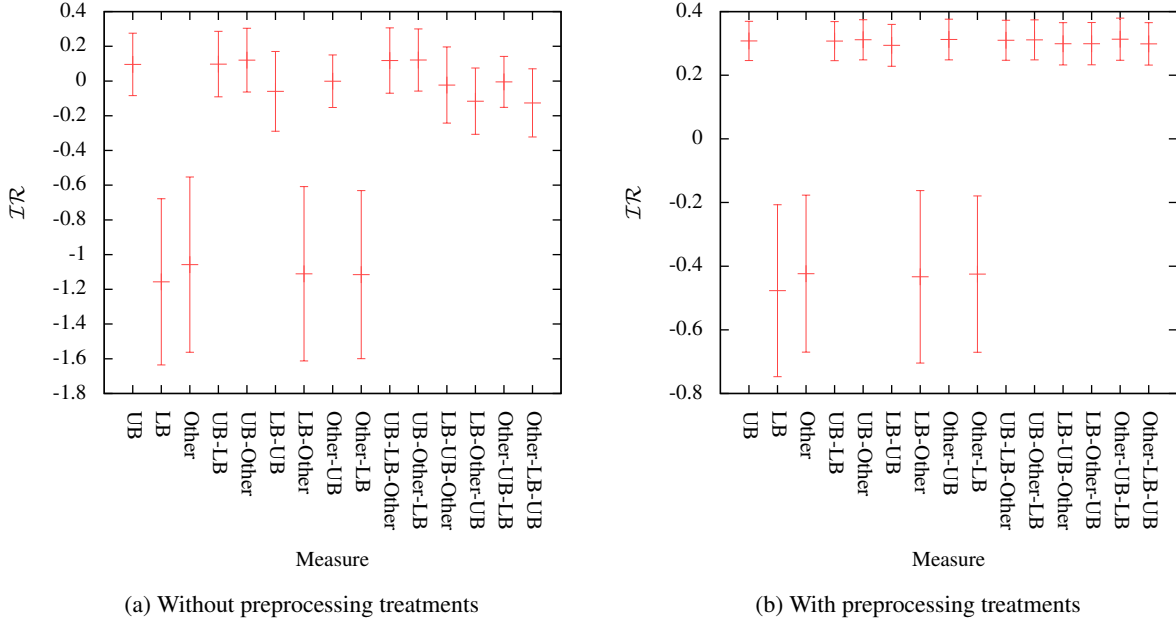 0.4
0.2
0
-0.2
-0.4
-0.6
-0.8
-1
-1.2
-1.4
-1.6
-1.8
IR
UB
LB
Other
UB-LB
UB-Other
LB-UB
LB-Other
Other-UB
Other-LB
UB-LB-Other
UB-Other-LB
LB-UB-Other
LB-Other-UB
Other-UB-LB
Other-LB-UB
Measure
(a) Without preprocessing treatments
0.4
0.2
0
-0.2
-0.4
-0.6
-0.8
IR
UB
LB
Other
UB-LB
UB-Other
LB-UB
LB-Other
Other-UB
Other-LB
UB-LB-Other
UB-Other-LB
LB-UB-Other
LB-Other-UB
Other-UB-LB
Other-LB-UB
Measure
(b) With preprocessing treatments